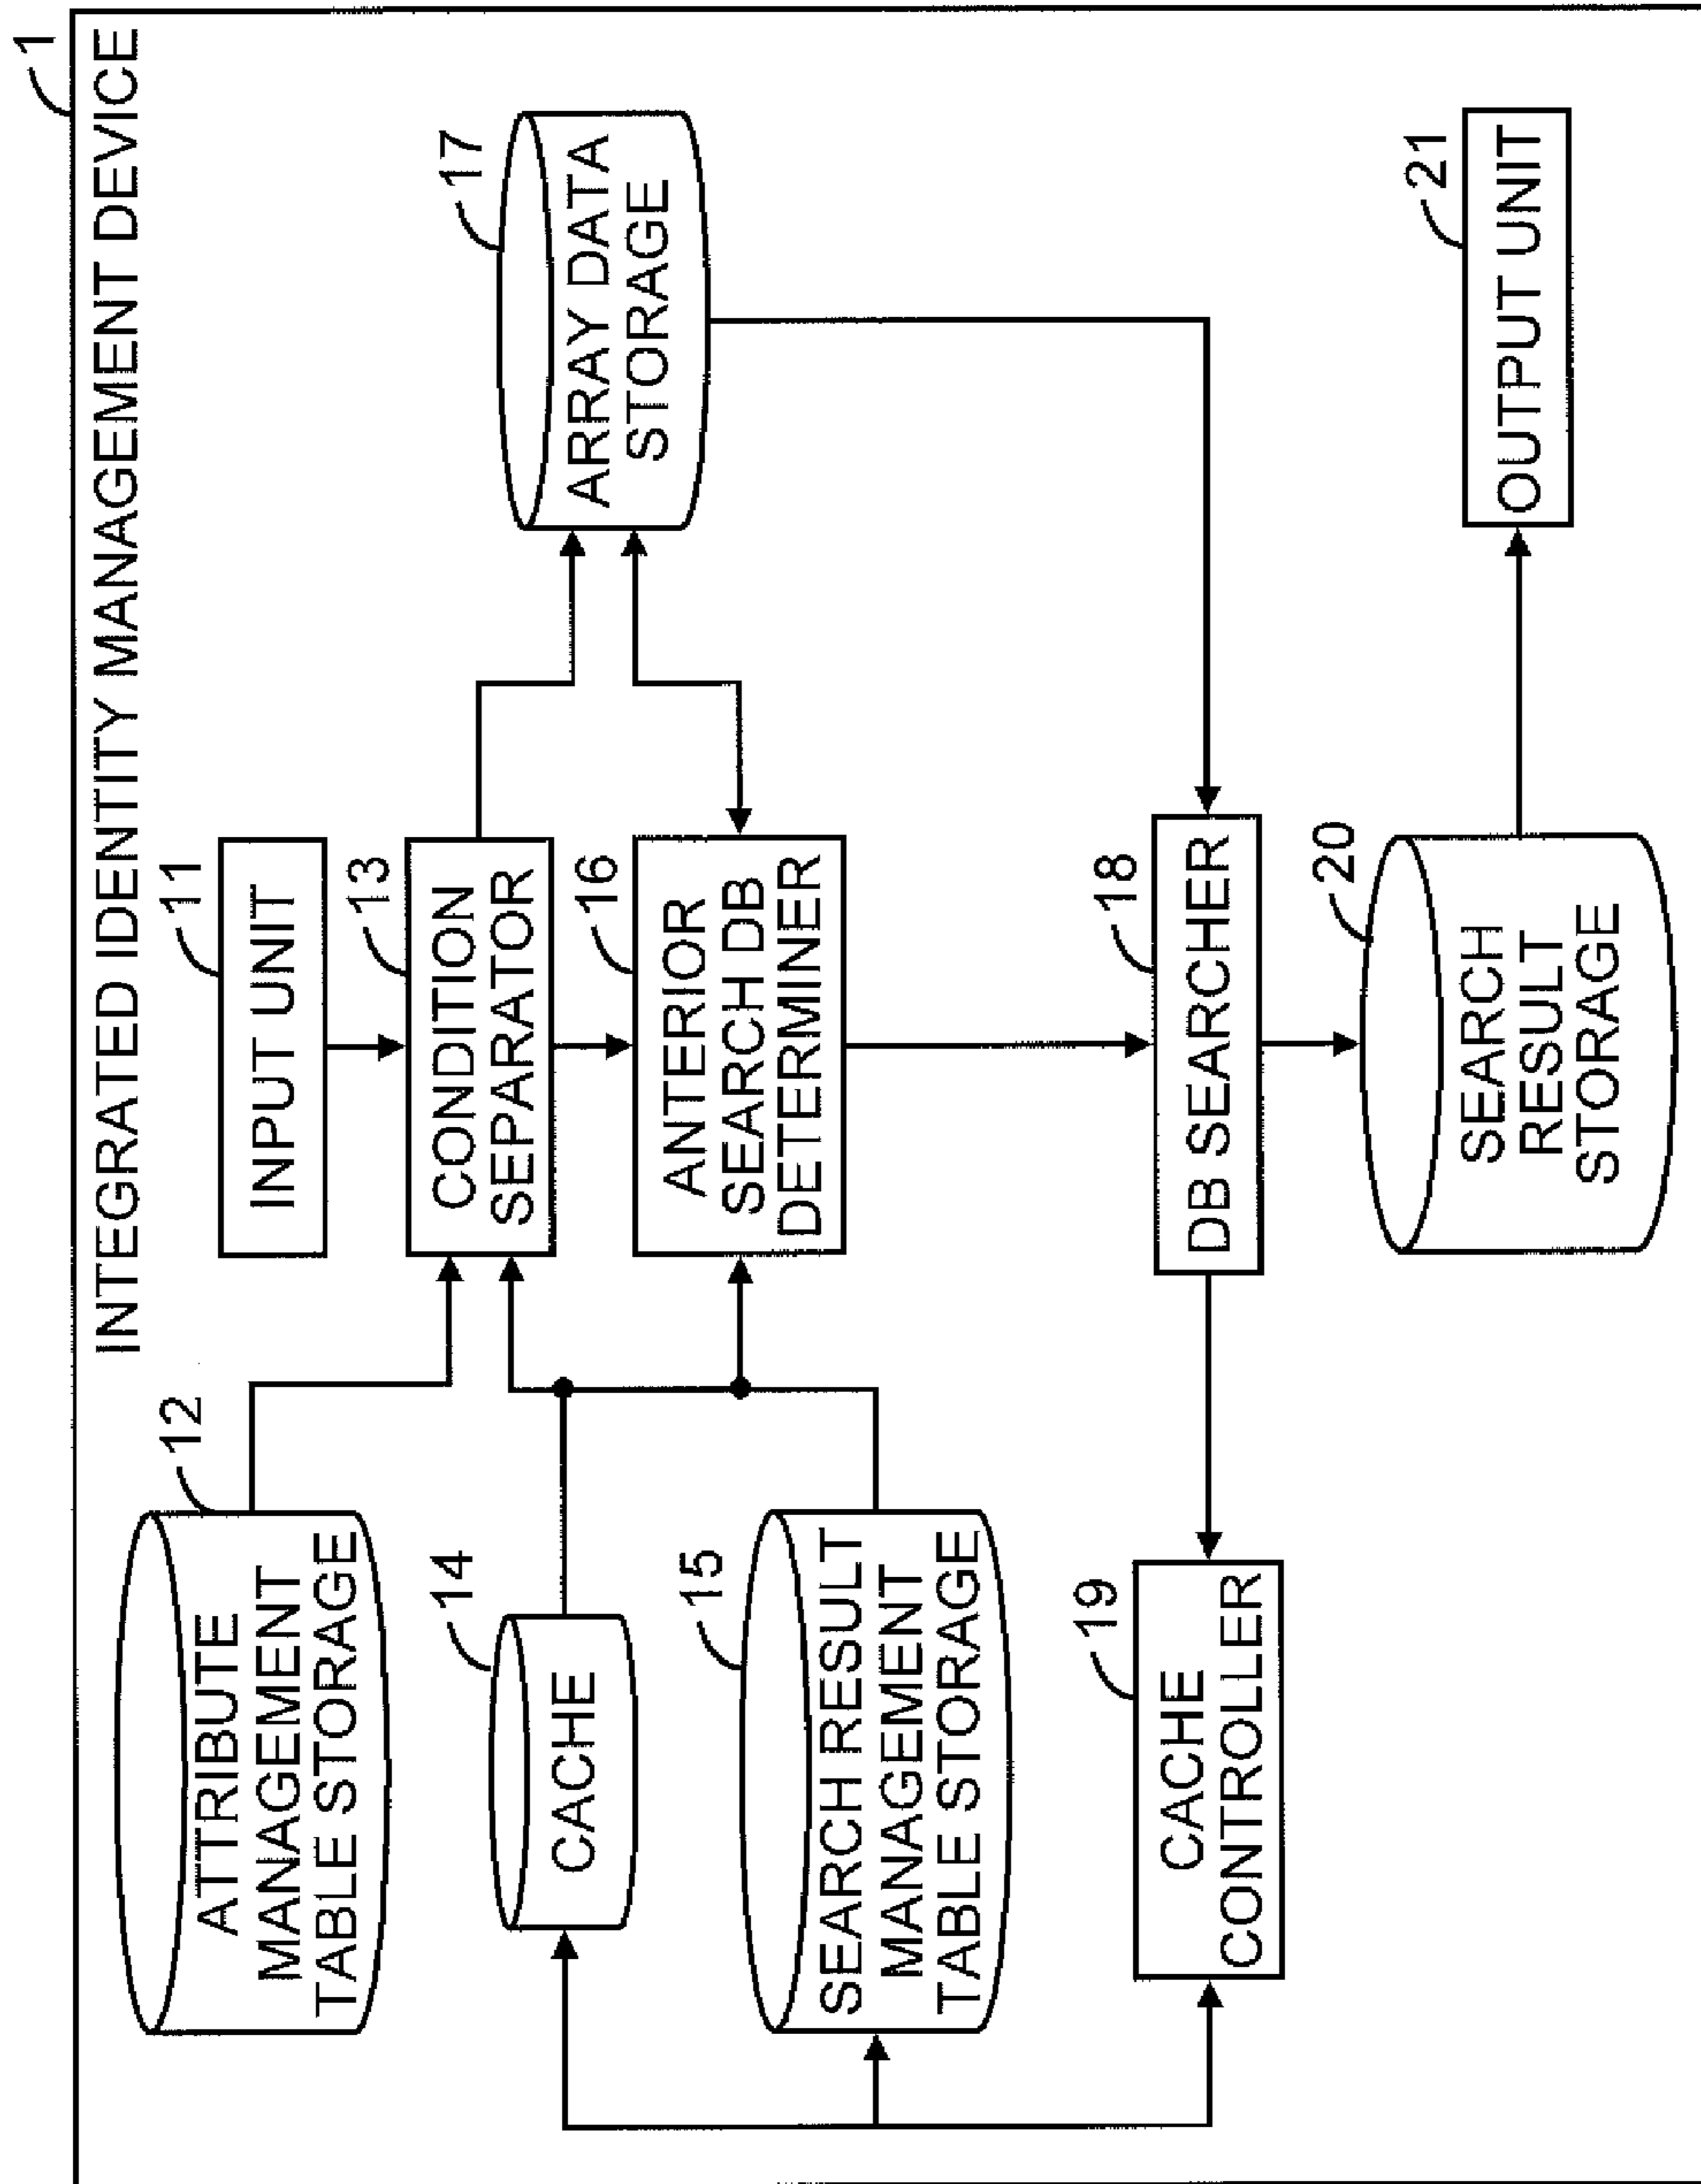 1
INTEGRATED IDENTITY MANAGEMENT DEVICE
12
ATTRIBUTE
MANAGEMENT
TABLE STORAGE
11
INPUT UNIT
14
CACHE
13
CONDITION
SEPARATOR
17
ARRAY DATA
STORAGE
15
SEARCH RESULT
MANAGEMENT
TABLE STORAGE
16
ANTERIOR
SEARCH DB
DETERMINER
19
CACHE
CONTROLLER
18
DB SEARCHER
20
SEARCH
RESULT
STORAGE
21
OUTPUT UNIT